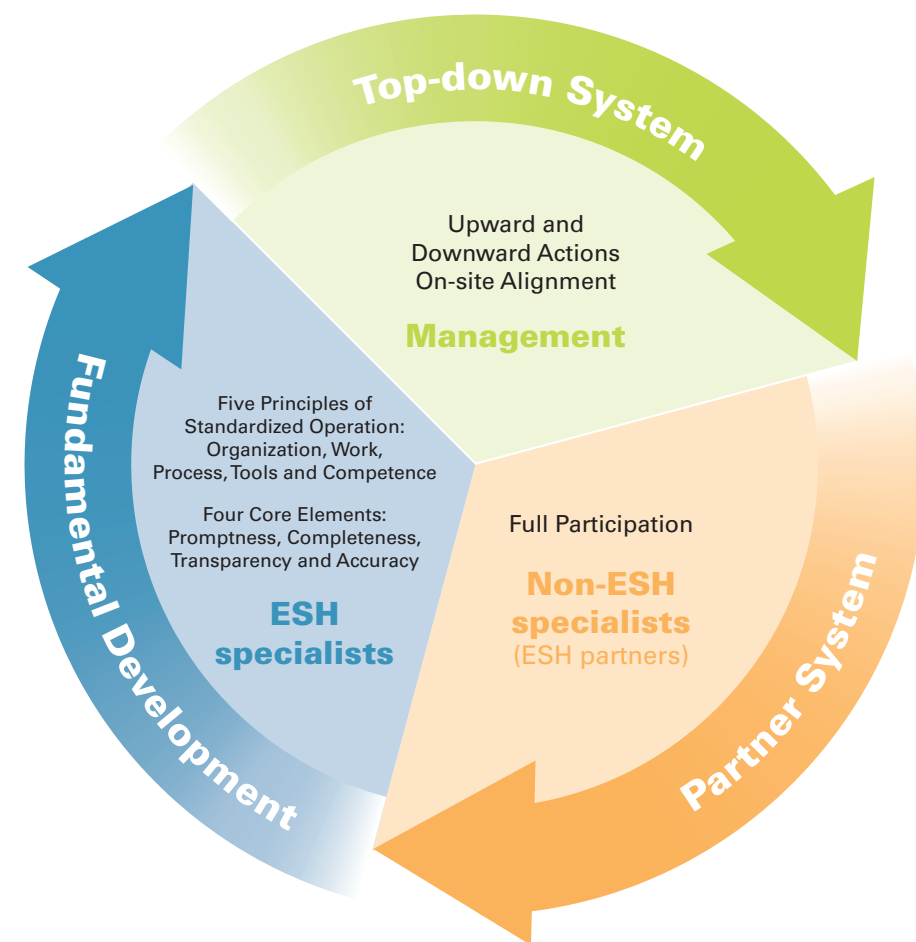 Top-down System
Upward and
Downward Actions
On-site Alignment
Management
Partner System
Full Participation
Non-ESH
specialists
(ESH partners)
Fundamental Development
Five Principles of
Standardized Operation:
Organization, Work,
Process, Tools and Competence
Four Core Elements:
Promptness, Completeness,
Transparency and Accuracy
ESH
specialists